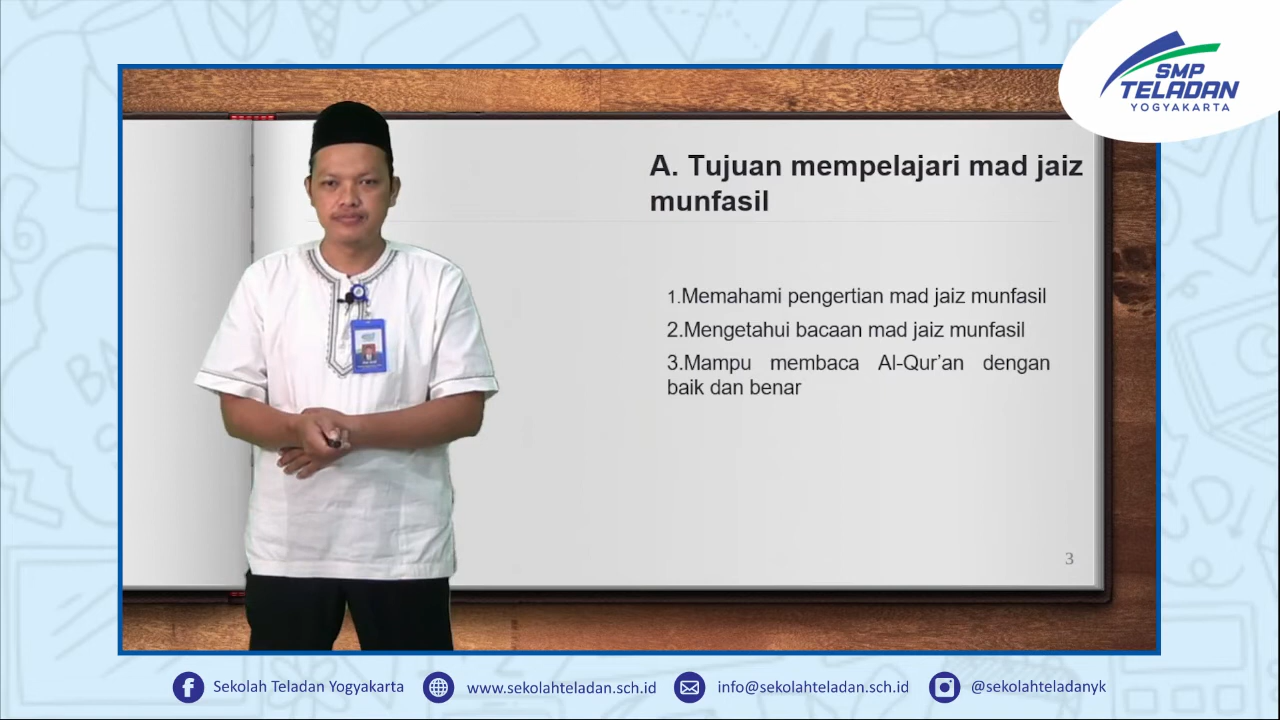 SMP
TELADAN
YOGYAKARTA
A. Tujuan mempelajari mad jaiz
munfasil
1.Memahami pengertian mad jaiz munfasil
2.Mengetahui bacaan mad jaiz munfasil
3.Mampu membaca Al-Qur'an dengan
baik dan benar
3
Sekolah Teladan Yogyakarta
www.sekolahteladan.sch.id
info@sekolahteladan.sch.id
@sekolahteladanyk